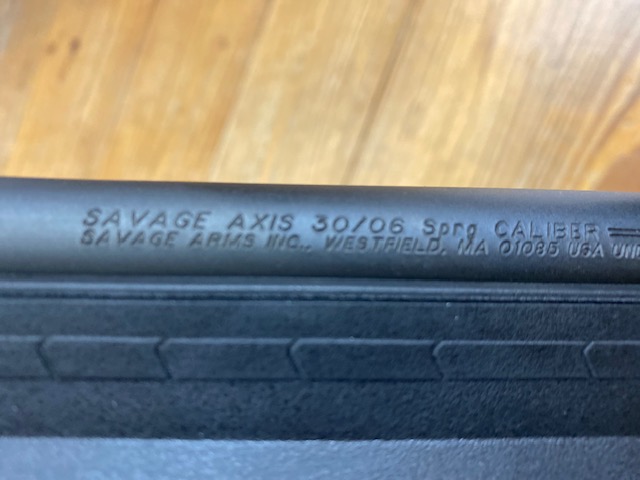 SAVAGE AXIS 30/06 Sprg CALIBER
SAVAGE ARMS INC., WESTFIELD, MA 01085 USA